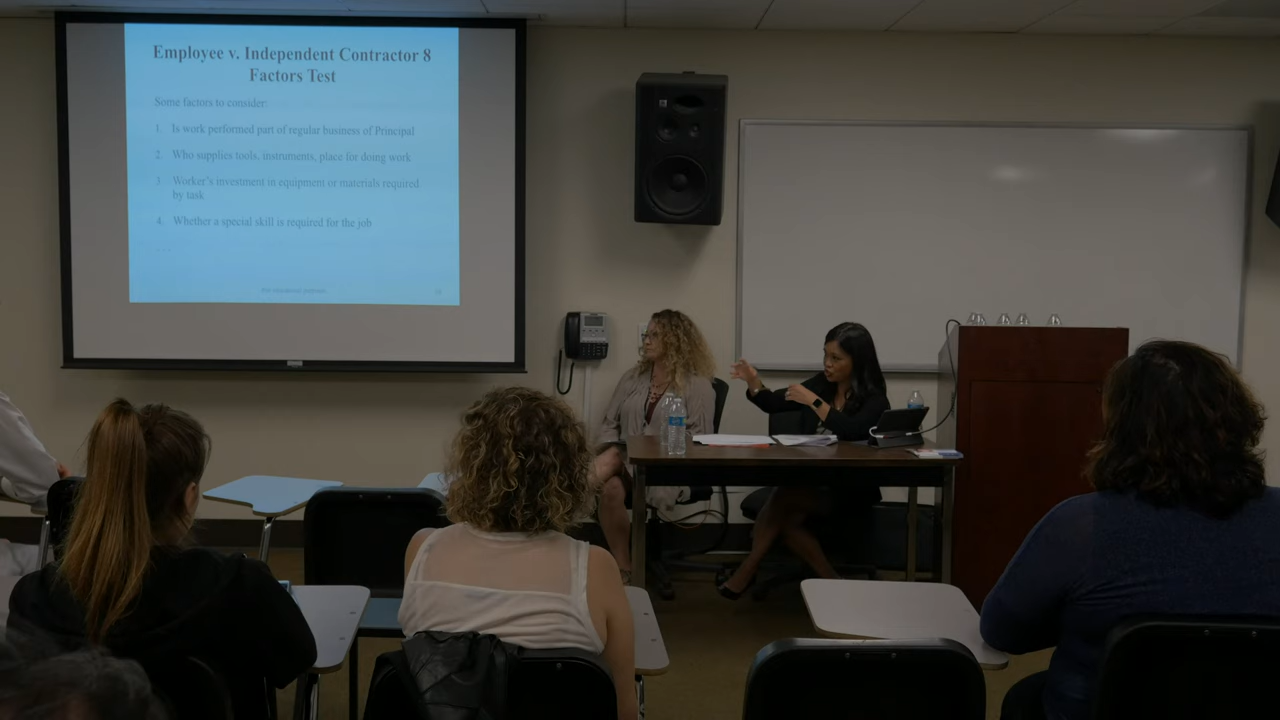 Employee v. Independent Contractor 8
Factors Test
Some factors to consider:
1. Is work performed part of regular business of Principal
2. Who supplies tools, instruments, place for doing work
3. Worker's investment in equipment or materials required
by task
4. Whether a special skill is required for the job
....